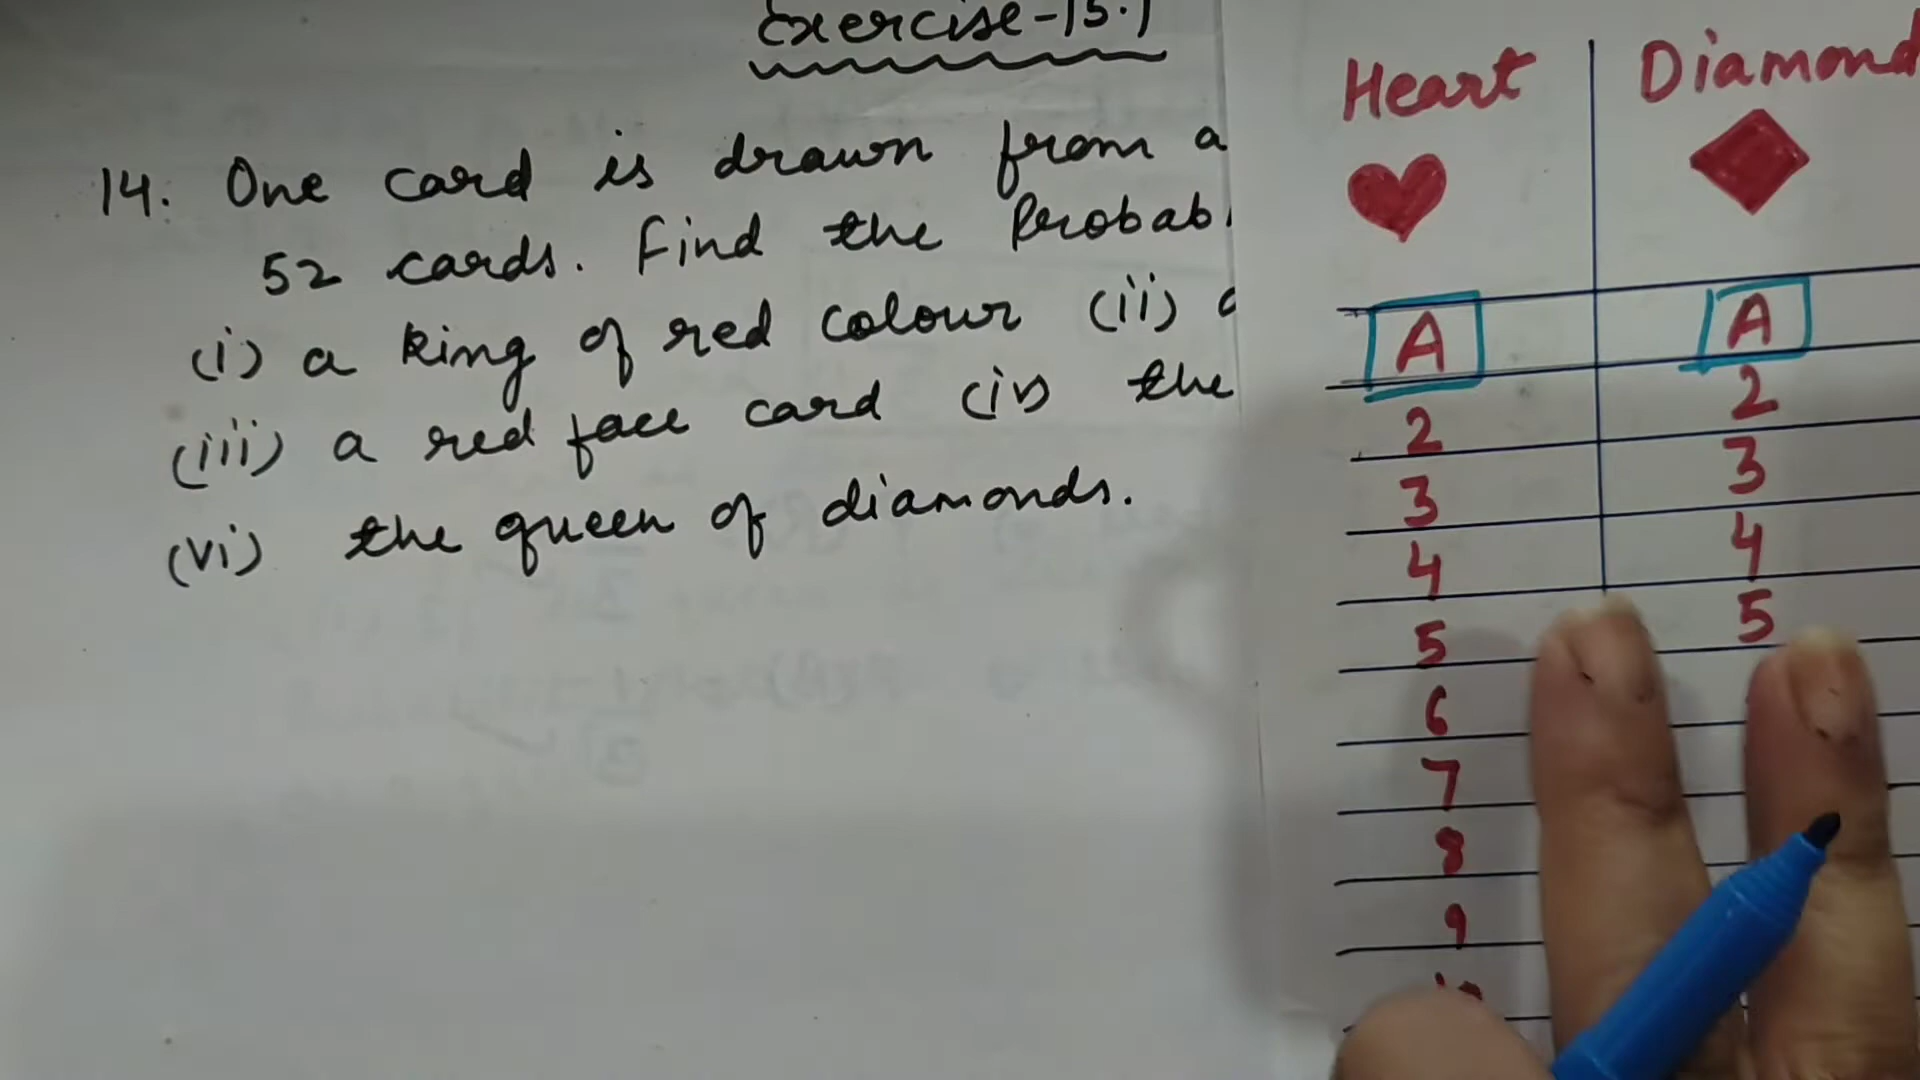 Exercise-15.1
14. One card is drawn from a
52 cards. Find the
(i) a king of red colour (ii)
(iii) a red face card (iv) the
(vi) the queen of diamonds.
Heart Diamond
A A
2 2
3 3
4 4
5 5
6
7
8
9